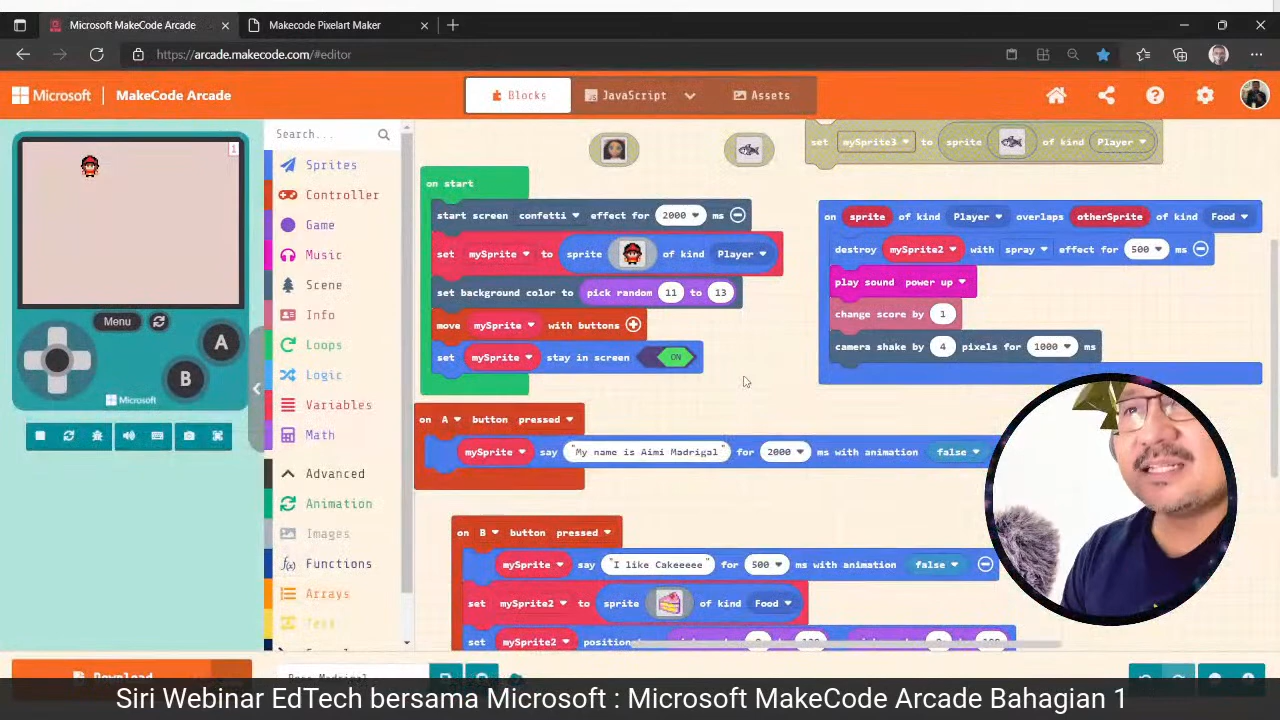 Microsoft MakeCode Arcade
Makecode Pixelart Maker
https://arcade.makecode.com/#editor
Microsoft
MakeCode Arcade
Blocks
JavaScript
Assets
1
Menu
A
B
Microsoft
Search...
Sprites
Controller
Game
Music
Scene
Info
Loops
Logic
Variables
Math
Advanced
Animation
Images
Functions
Arrays
Text
set mySprite3 to sprite of kind Player
on start
start screen confetti effect for 2000 ms
set mySprite to sprite of kind Player
set background color to pick random 11 to 13
move mySprite with buttons
set mySprite stay in screen ON
on sprite of kind Player overlaps otherSprite of kind Food
destroy mySprite2 with spray effect for 500 ms
play sound power up
change score by 1
camera shake by 4 pixels for 1000 ms
on A button pressed
mySprite say "My name is Aimi Madrigal" for 2000 ms with animation false
on B button pressed
mySprite say "I like Cakeeeee" for 500 ms with animation false
set mySprite2 to sprite of kind Food
set mySprite2 position
Download
Siri Webinar EdTech bersama Microsoft : Microsoft MakeCode Arcade Bahagian 1